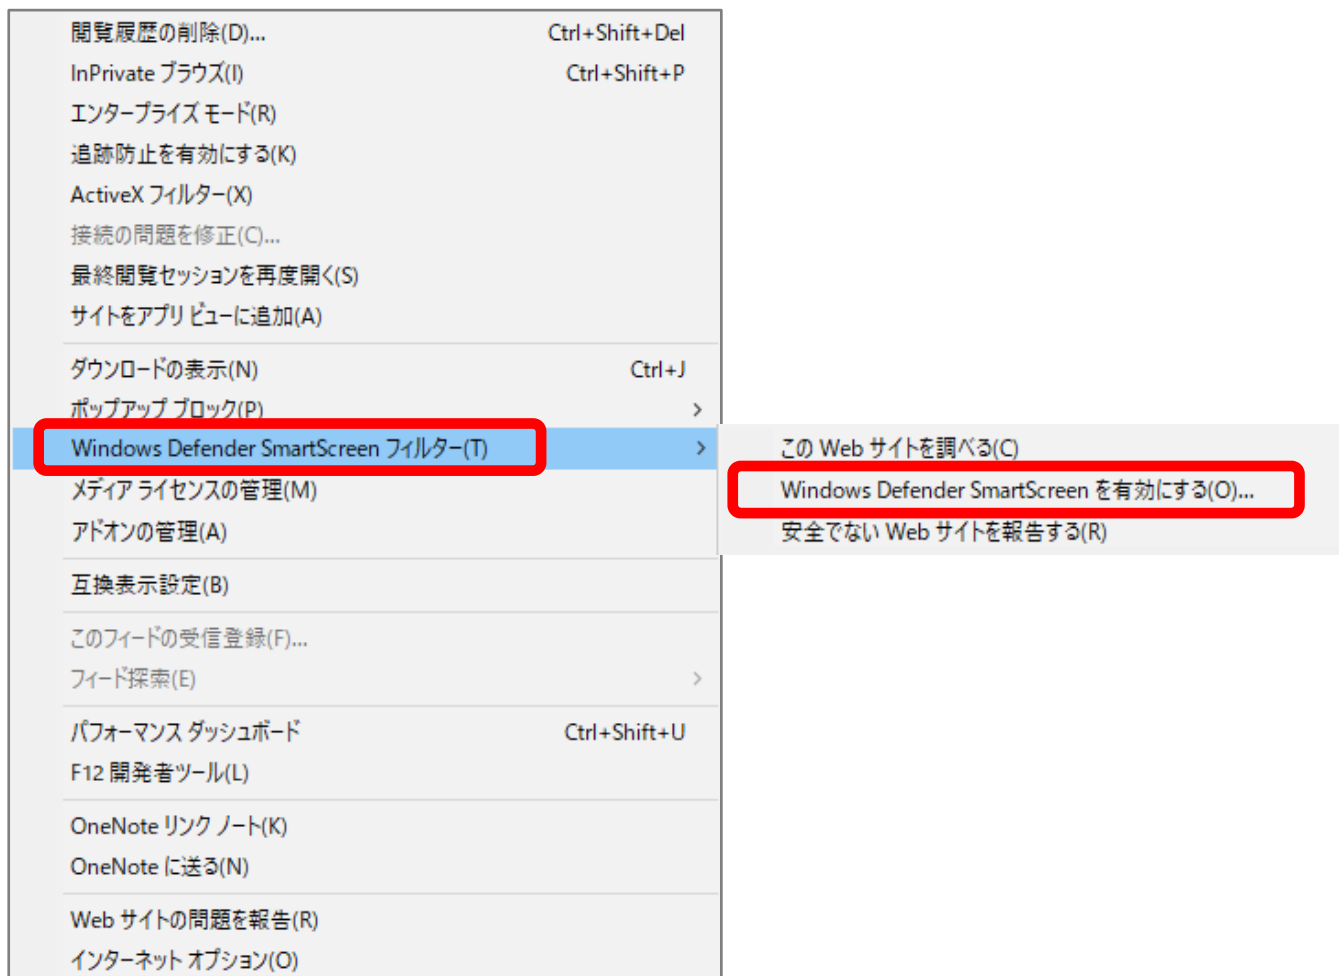 閲覧履歴の削除(D)... Ctrl+Shift+Del
InPrivate ブラウズ(I) Ctrl+Shift+P
エンタープライズ モード(R)
追跡防止を有効にする(K)
ActiveX フィルター(X)
接続の問題を修正(C)...
最終閲覧セッションを再度開く(S)
サイトをアプリ ビューに追加(A)
ダウンロードの表示(N) Ctrl+J
ポップアップ ブロック(P)
Windows Defender SmartScreen フィルター(T)
メディア ライセンスの管理(M)
アドオンの管理(A)
互換表示設定(B)
このフィードの受信登録(F)...
フィード探索(E)
パフォーマンス ダッシュボード Ctrl+Shift+U
F12 開発者ツール(L)
OneNote リンク ノート(K)
OneNote に送る(N)
Web サイトの問題を報告(R)
インターネット オプション(O)
この Web サイトを調べる(C)
Windows Defender SmartScreen を有効にする(O)...
安全でない Web サイトを報告する(R)